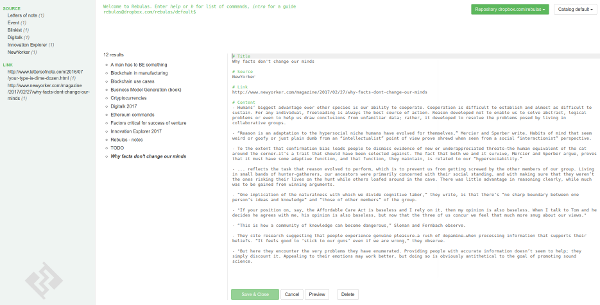 SOURCE
Letters of note (1)
Event (1)
Blinkist (1)
Digitalk (1)
Innovation Explorer (1)
NewYorker (1)
LINK
http://www.newyorker.com/magazine
/2017/02/27/why-facts-dont-change-our-
minds (1)
Welcome to Rebulas. Enter help or ? for list of commands, intro for a guide
Repository dropbox.com/rebulas
Catalog default
12 results
A man has to BE something
Blockchain in manufacturing
Blockchain use cases
Business Model Generation (book)
Cryptocurrencies
Digitalk 2017
Ethereum commands
Factors critical for success of venture
Innovation Explorer 2017
Rebulas - notes
TODO
Why facts don't change our minds
# Title
Why facts don't change our minds
# Source
NewYorker
# Link
http://www.newyorker.com/magazine/2017/02/27/why-facts-dont-change-our-minds
# Content
- Humans' biggest advantage over other species is our ability to cooperate. Cooperation is difficult to establish and almost as difficult to
sustain. For any individual, freeloading is always the best course of action. Reason developed not to enable us to solve abstract, logical
problems or even to help us draw conclusions from unfamiliar data; rather, it developed to resolve the problems posed by living in
collaborative groups.
- "Reason is an adaptation to the hypersocial niche humans have evolved for themselves," Mercier and Sperber write. Habits of mind that seem
weird or goofy or just plain dumb from an "intellectualist" point of view prove shrewd when seen from a social "interactionist" perspective.
- To the extent that confirmation bias leads people to dismiss evidence of new or underappreciated threats—the human equivalent of the cat
around the corner—it's a trait that should have been selected against. The fact that both we and it survive, Mercier and Sperber argue, proves
that it must have some adaptive function, and that function, they maintain, is related to our "hypersociability."
- ... reflects the task that reason evolved to perform, which is to prevent us from getting screwed by the other members of our group. Living
in small bands of hunter-gatherers, our ancestors were primarily concerned with their social standing, and with making sure that they weren't
the ones risking their lives on the hunt while others loafed around in the cave. There was little advantage in reasoning clearly, while much
was to be gained from winning arguments.
- "One implication of the naturalness with which we divide cognitive labor," they write, is that there's "no sharp boundary between one
person's ideas and knowledge" and "those of other members" of the group.
- "If your position on, say, the Affordable Care Act is baseless and I rely on it, then my opinion is also baseless. When I talk to Tom and he
decides he agrees with me, his opinion is also baseless, but now that the three of us concur we feel that much more smug about our views."
- "This is how a community of knowledge can become dangerous," Sloman and Fernbach observe.
- They cite research suggesting that people experience genuine pleasure—a rush of dopamine—when processing information that supports their
beliefs. "It feels good to 'stick to our guns' even if we are wrong," they observe.
- "But here they encounter the very problems they have enumerated. Providing people with accurate information doesn't seem to help; they
simply discount it. Appealing to their emotions may work better, but doing so is obviously antithetical to the goal of promoting sound
science.
Save & Close
Cancel
Preview
Delete